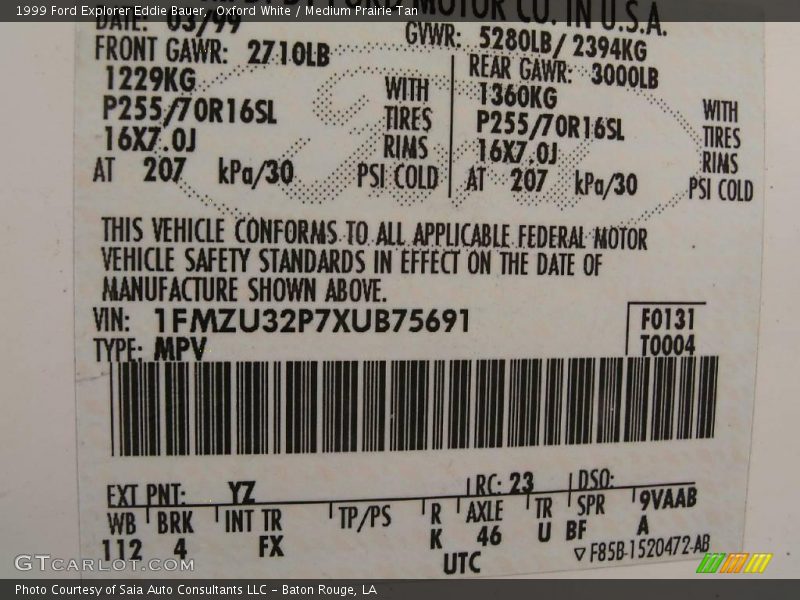 1999 Ford Explorer Eddie Bauer, Oxford White / Medium Prairie Tan
MOTOR CO. IN U.S.A.
DATE: 03/99
GVWR: 5280LB/ 2394KG
FRONT GAWR: 2710LB
REAR GAWR: 3000LB
1229KG WITH
1360KG WITH
P255/70R16SL TIRES
P255/70R16SL TIRES
16X7.0J RIMS
16X7.0J RIMS
AT 207 kPa/30 PSI COLD
AT 207 kPa/30 PSI COLD
THIS VEHICLE CONFORMS TO ALL APPLICABLE FEDERAL MOTOR
VEHICLE SAFETY STANDARDS IN EFFECT ON THE DATE OF
MANUFACTURE SHOWN ABOVE.
VIN: 1FMZU32P7XUB75691
F0131
TYPE: MPV
T0004
EXT PNT: YZ RC: 23 DSO:
WB BRK INT TR TP/PS R AXLE TR SPR 9VAAB
112 4 FX K 46 U BF A
UTC ▽F85B-1520472-AB
GTCARLOT.COM
Photo Courtesy of Saia Auto Consultants LLC - Baton Rouge, LA